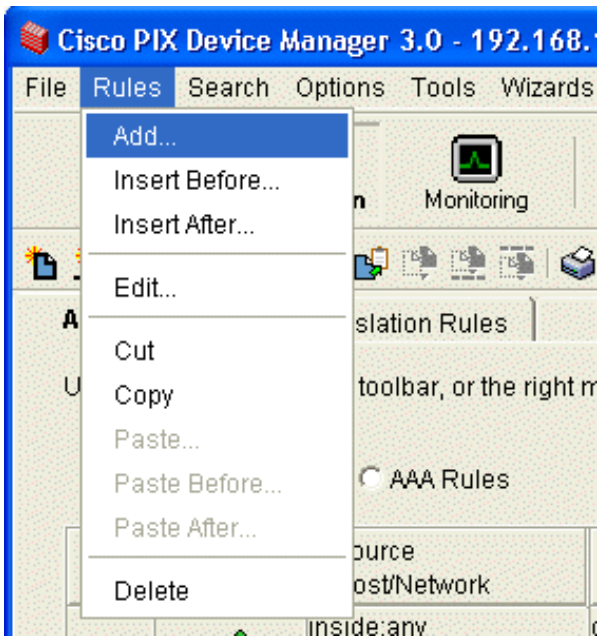 Cisco PIX Device Manager 3.0 - 192.168.
File Rules Search Options Tools Wizards
Add...
Insert Before...
Insert After...
Monitoring
Edit...
slation Rules
Cut
Copy
toolbar, or the right
Paste...
Paste Before...
AAA Rules
Paste After...
Delete
ource
ost/Network
inside:any